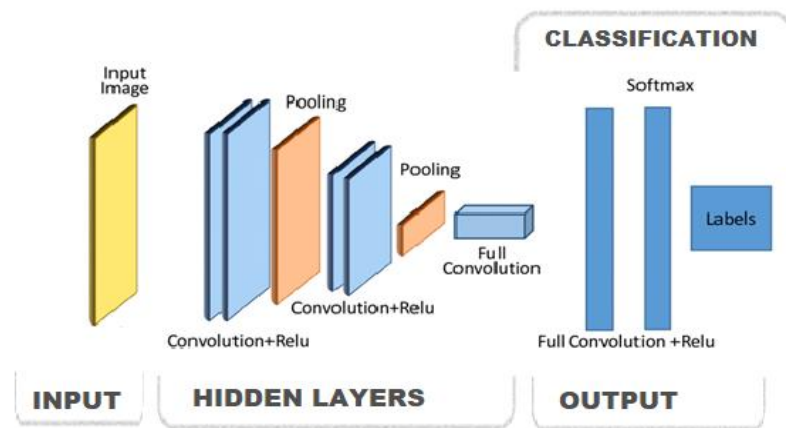 CLASSIFICATION
Input
Image
Pooling
Convolution+Relu
Convolution+Relu
Pooling
Full
Convolution
Softmax
Labels
Full Convolution +Relu
INPUT
HIDDEN LAYERS
OUTPUT